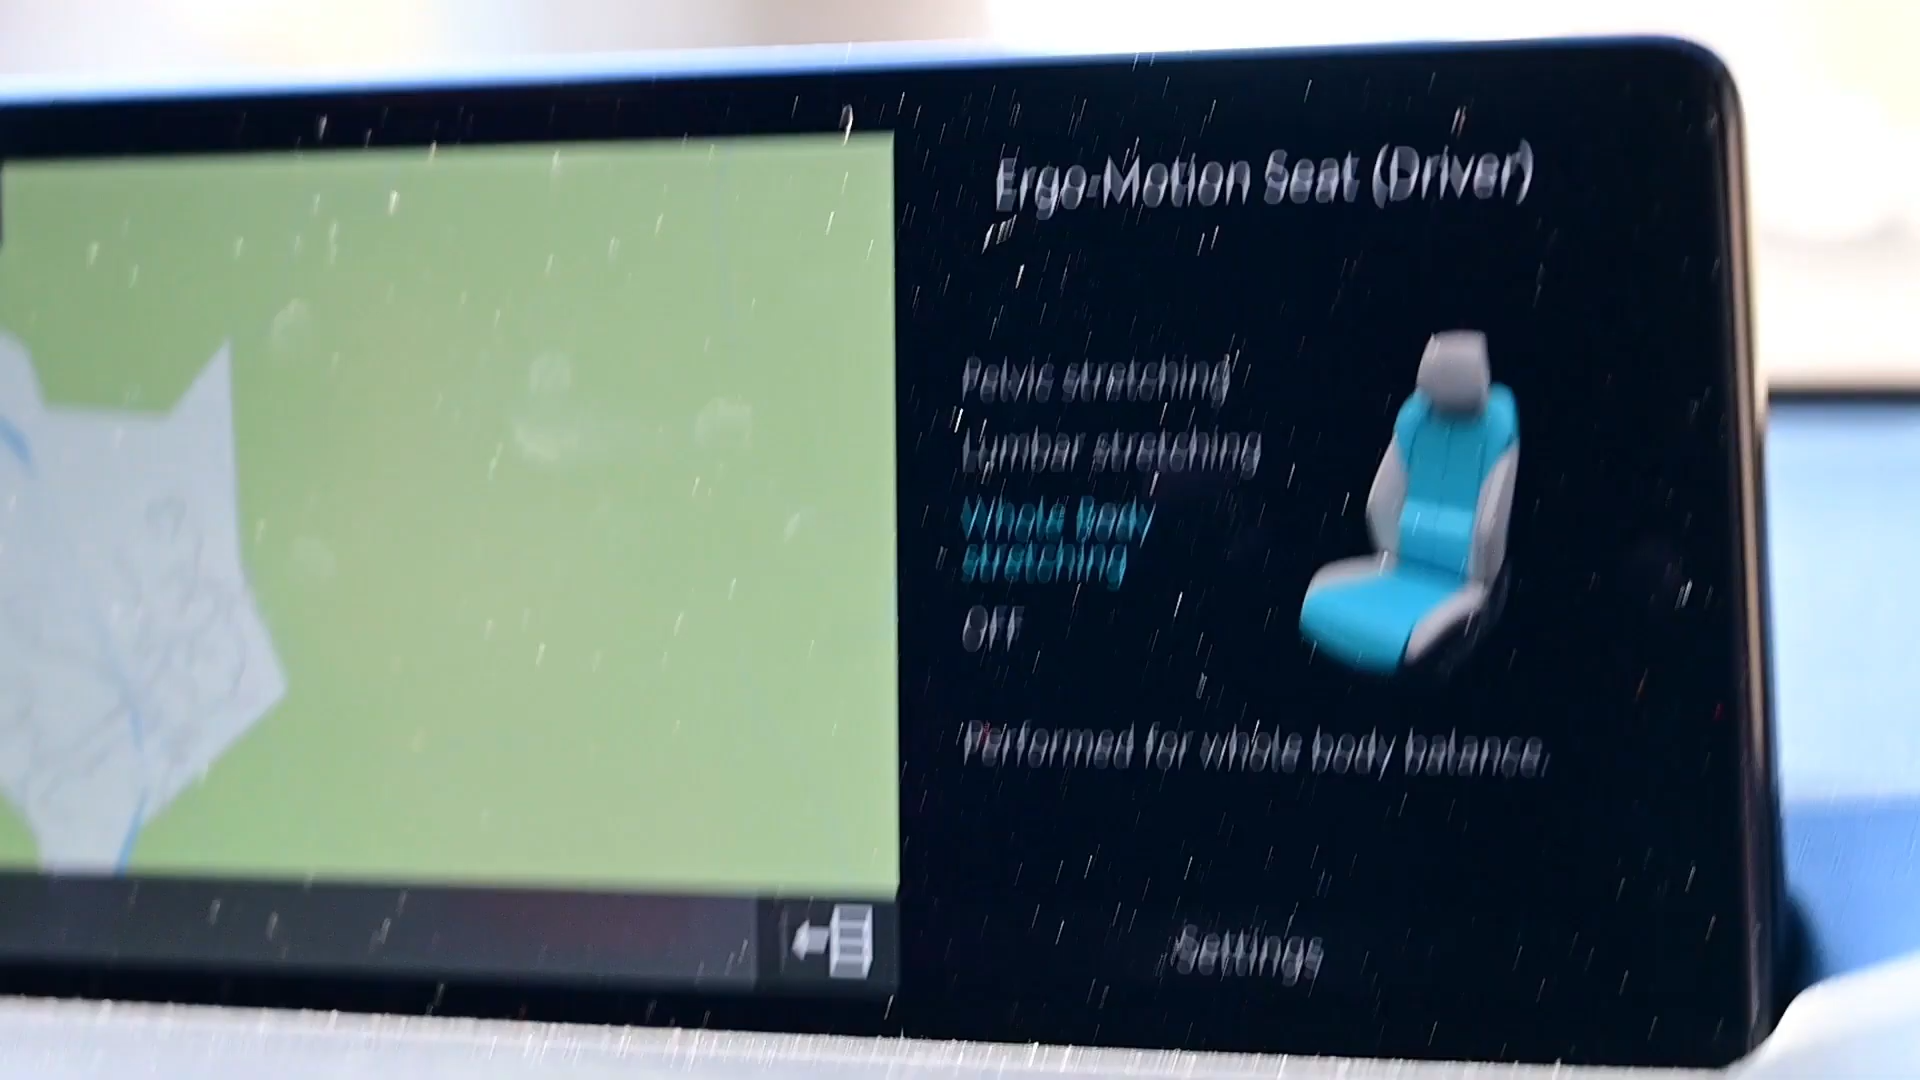 Ergo-Motion Seat (Driver)
Pelvic stretching
Lumbar stretching
Whole Body
stretching
OFF
Performed for whole body balance.
Settings